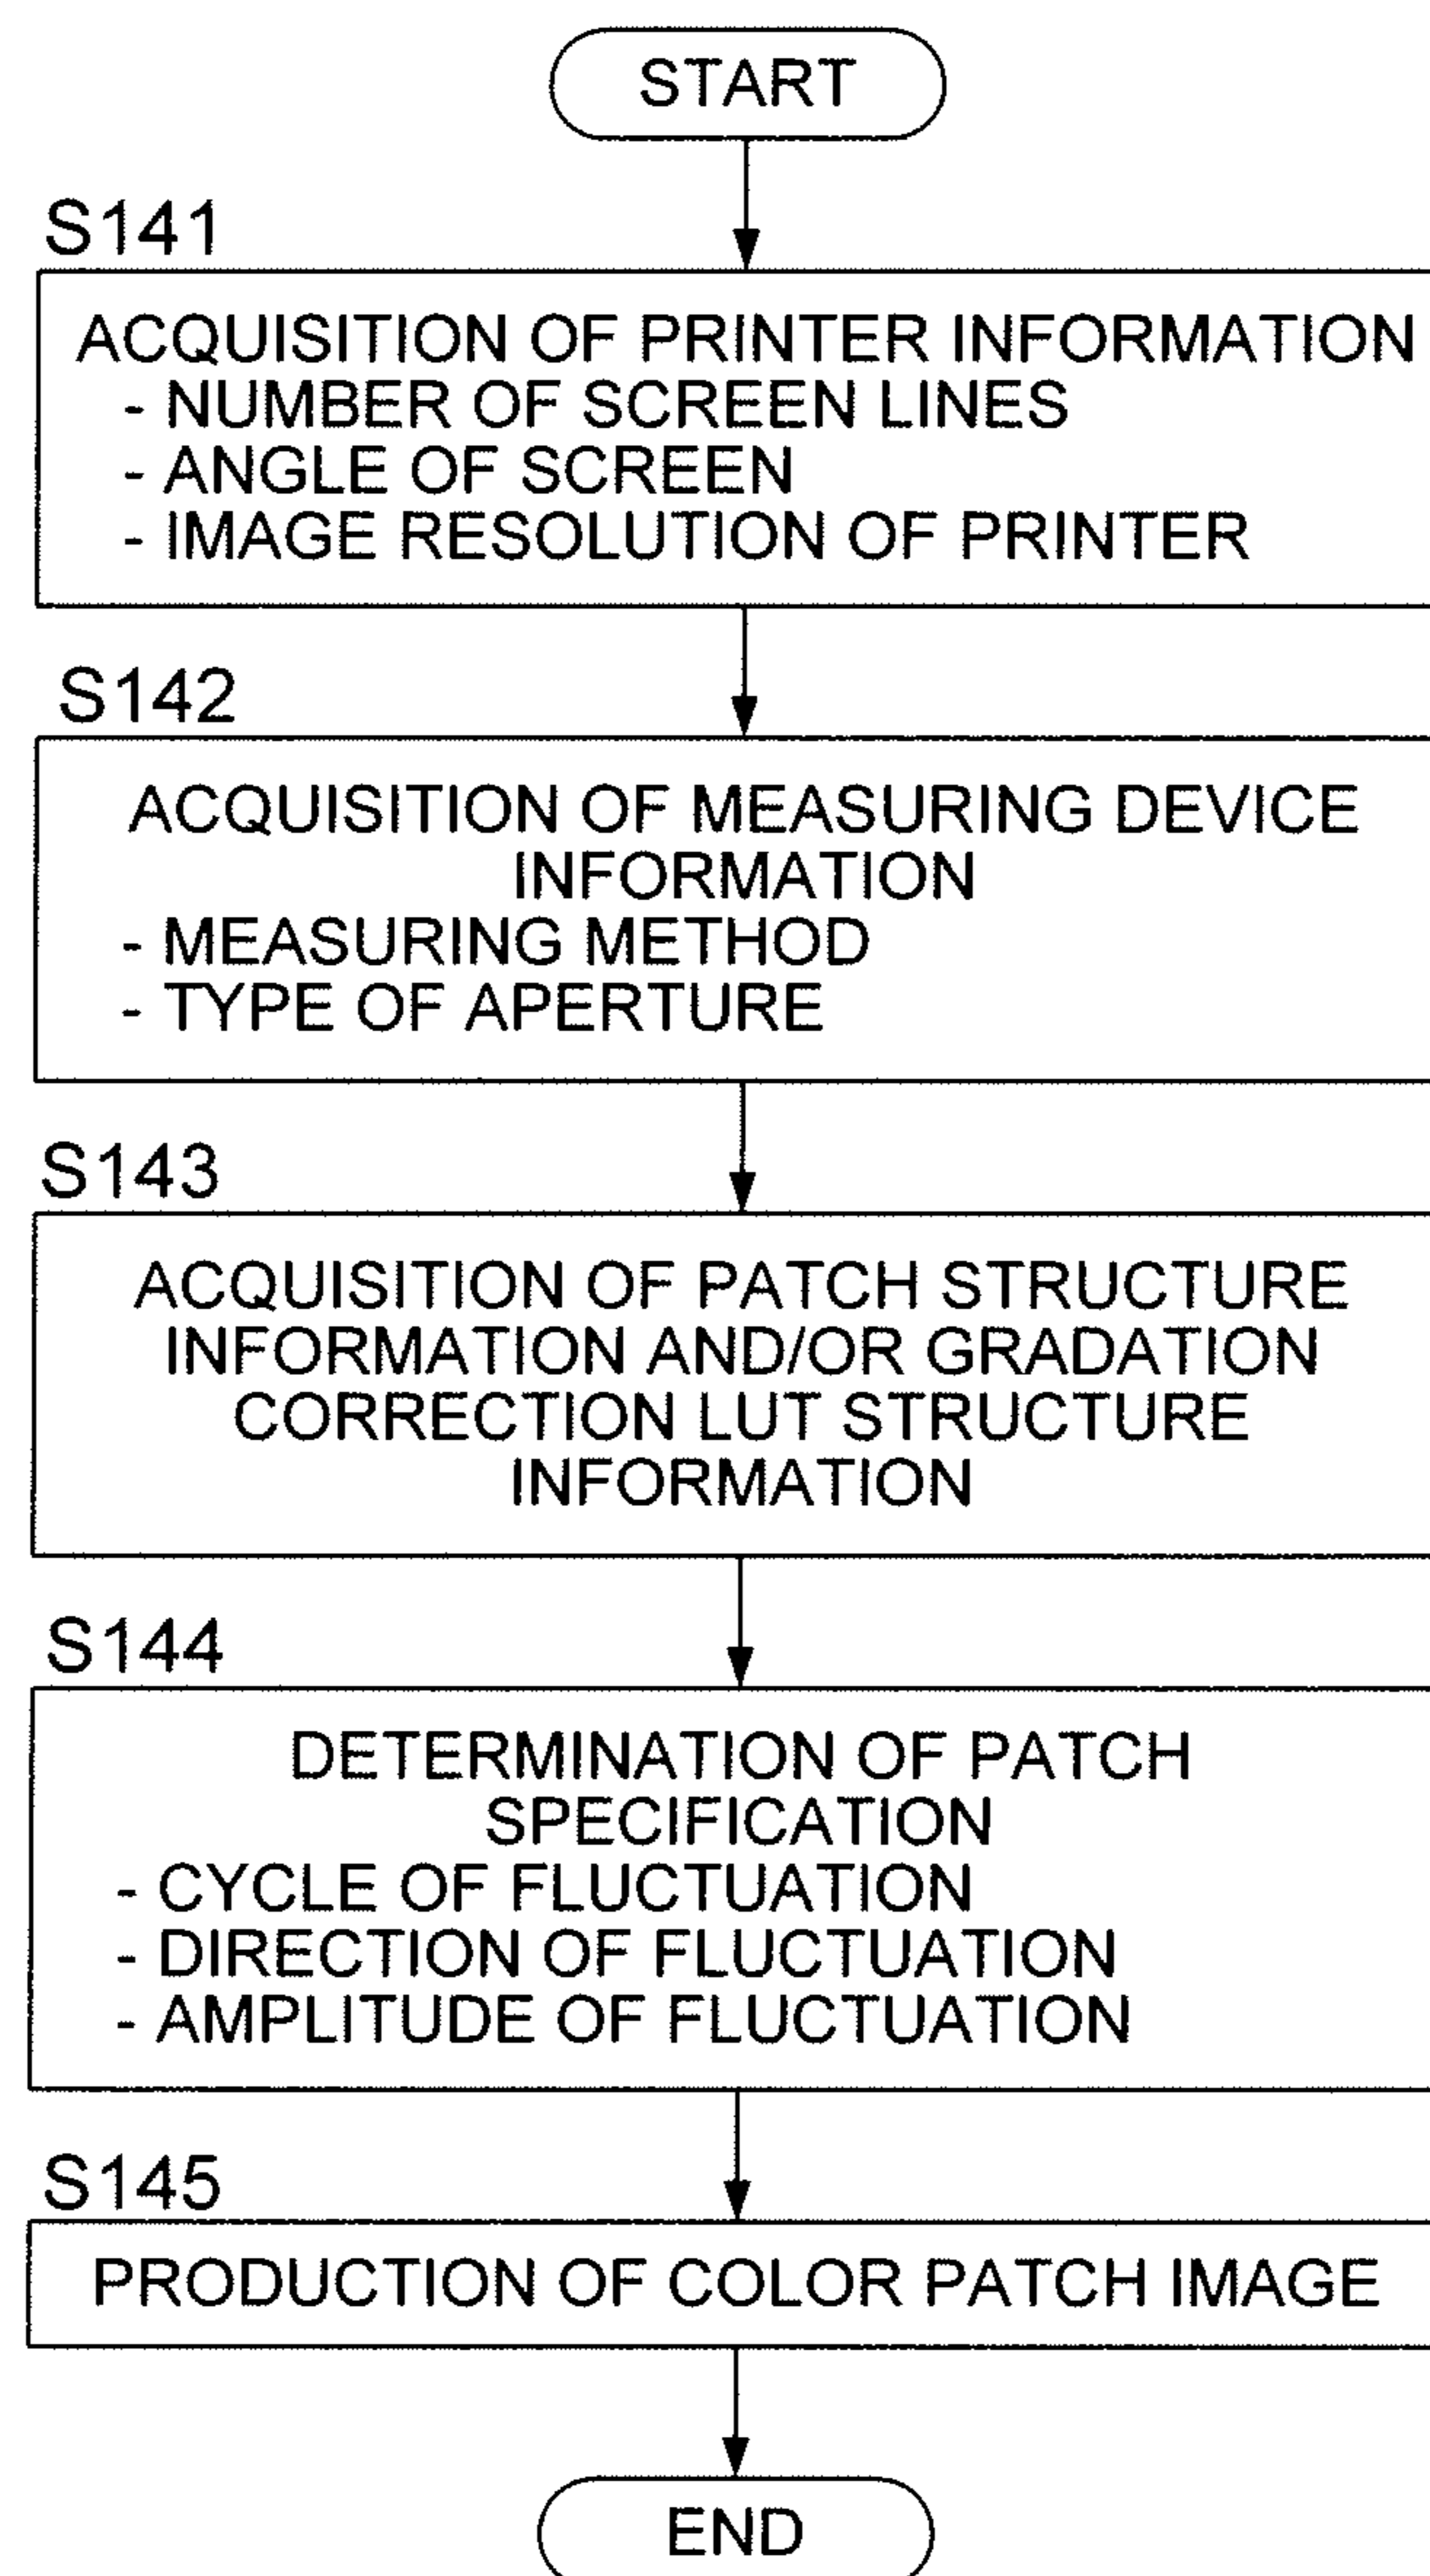 START
S141
ACQUISITION OF PRINTER INFORMATION
- NUMBER OF SCREEN LINES
- ANGLE OF SCREEN
- IMAGE RESOLUTION OF PRINTER
S142
ACQUISITION OF MEASURING DEVICE
INFORMATION
- MEASURING METHOD
- TYPE OF APERTURE
S143
ACQUISITION OF PATCH STRUCTURE
INFORMATION AND/OR GRADATION
CORRECTION LUT STRUCTURE
INFORMATION
S144
DETERMINATION OF PATCH
SPECIFICATION
- CYCLE OF FLUCTUATION
- DIRECTION OF FLUCTUATION
- AMPLITUDE OF FLUCTUATION
S145
PRODUCTION OF COLOR PATCH IMAGE
END